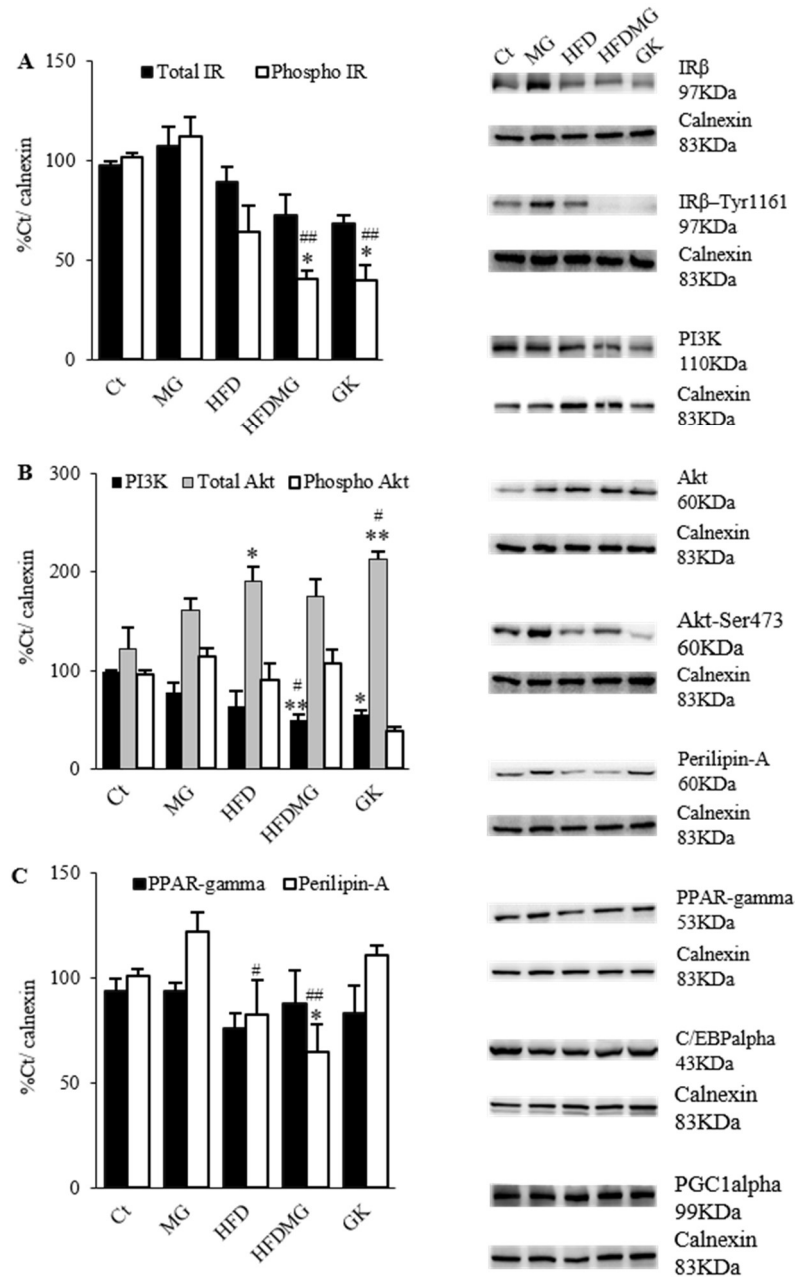 A
150
100
50
0
%Ct/ calnexin
Total IR
Phospho IR
##
*
##
*
Ct
MG
HFD
HFDMG
GK
B
300
200
100
0
%Ct/ calnexin
PI3K
Total Akt
Phospho Akt
*
#
**
#
**
*
Ct
MG
HFD
HFDMG
GK
C
150
100
50
0
%Ct/ calnexin
PPAR-gamma
Perilipin-A
#
##
*
Ct
MG
HFD
HFDMG
GK
Ct
MG
HFD
HFDMG
GK
IRβ
97KDa
Calnexin
83KDa
IRβ–Tyr1161
97KDa
Calnexin
83KDa
PI3K
110KDa
Calnexin
83KDa
Akt
60KDa
Calnexin
83KDa
Akt-Ser473
60KDa
Calnexin
83KDa
Perilipin-A
60KDa
Calnexin
83KDa
PPAR-gamma
53KDa
Calnexin
83KDa
C/EBPalpha
43KDa
Calnexin
83KDa
PGC1alpha
99KDa
Calnexin
83KDa